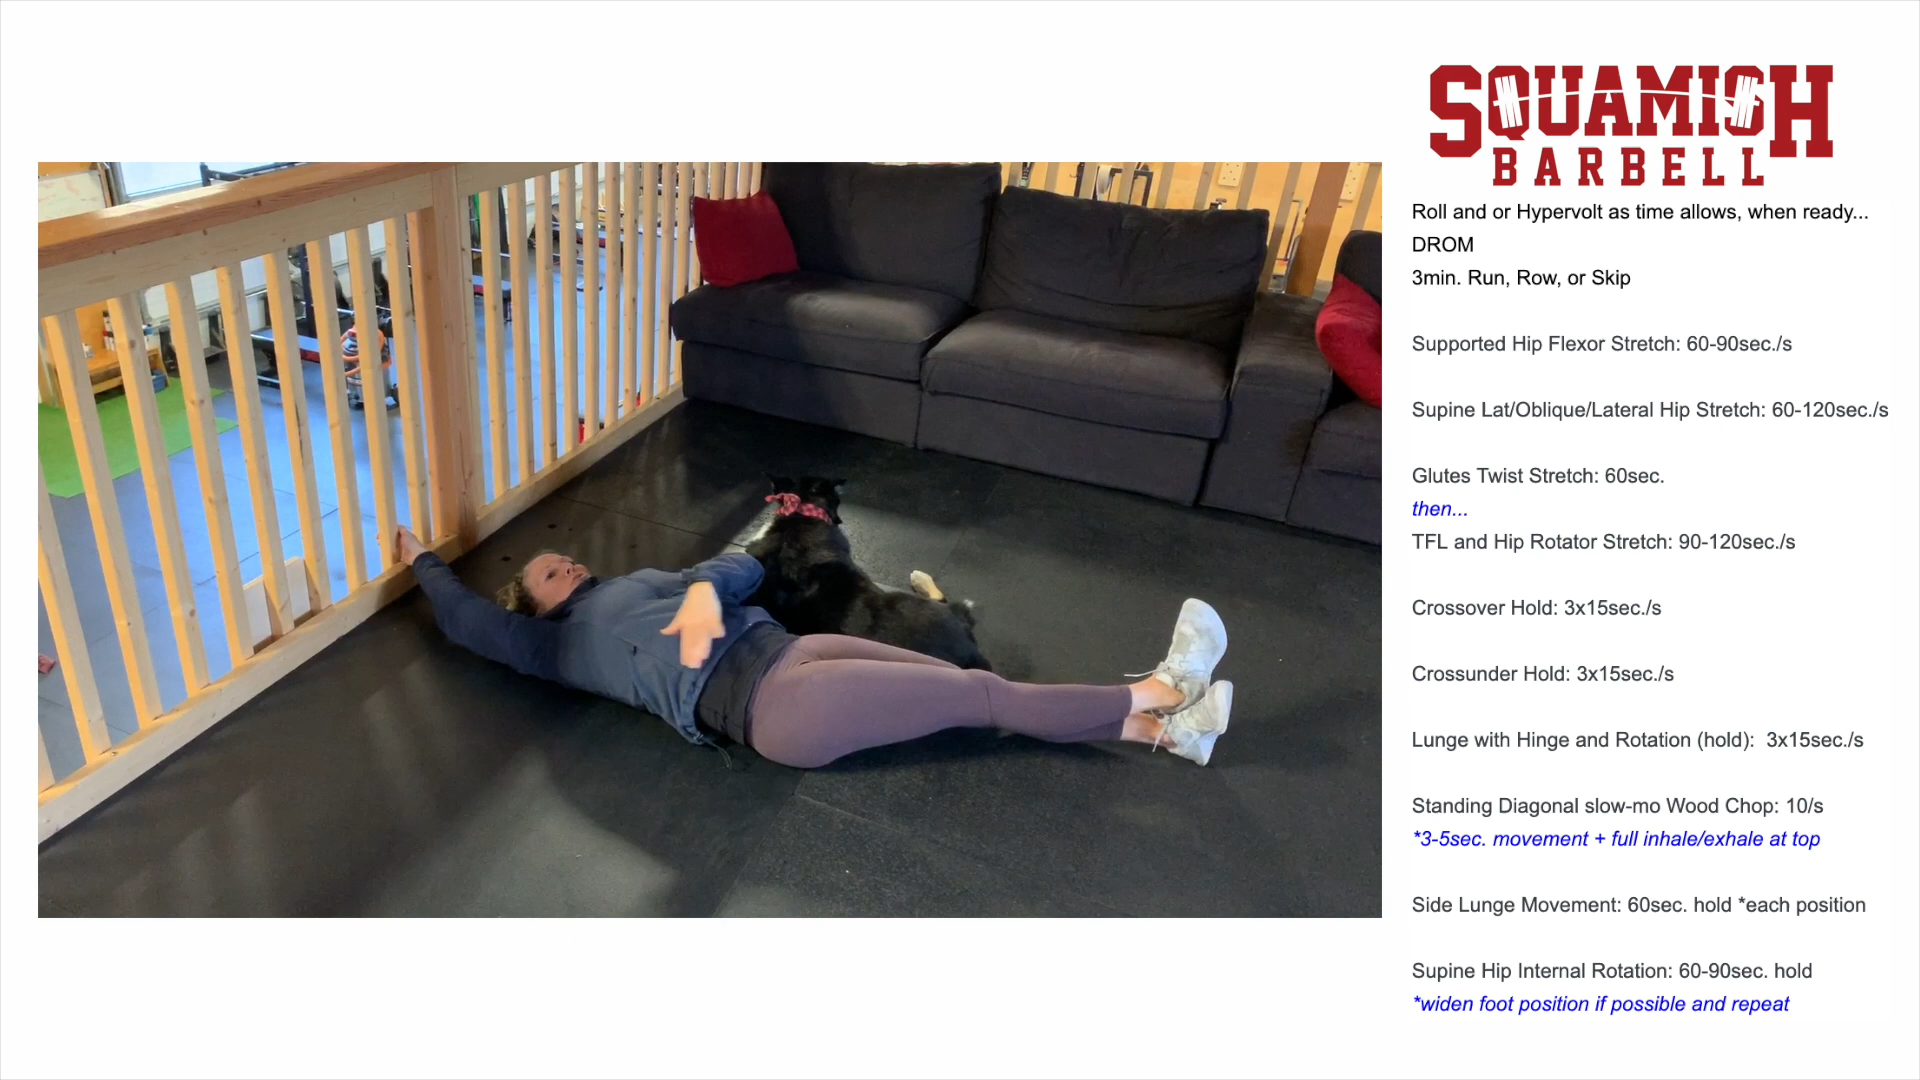 SQUAMISH
BARBELL
Roll and or Hypervolt as time allows, when ready...
DROM
3min. Run, Row, or Skip
Supported Hip Flexor Stretch: 60-90sec./s
Supine Lat/Oblique/Lateral Hip Stretch: 60-120sec./s
Glutes Twist Stretch: 60sec.
then...
TFL and Hip Rotator Stretch: 90-120sec./s
Crossover Hold: 3x15sec./s
Crossunder Hold: 3x15sec./s
Lunge with Hinge and Rotation (hold):  3x15sec./s
Standing Diagonal slow-mo Wood Chop: 10/s
*3-5sec. movement + full inhale/exhale at top
Side Lunge Movement: 60sec. hold *each position
Supine Hip Internal Rotation: 60-90sec. hold
*widen foot position if possible and repeat